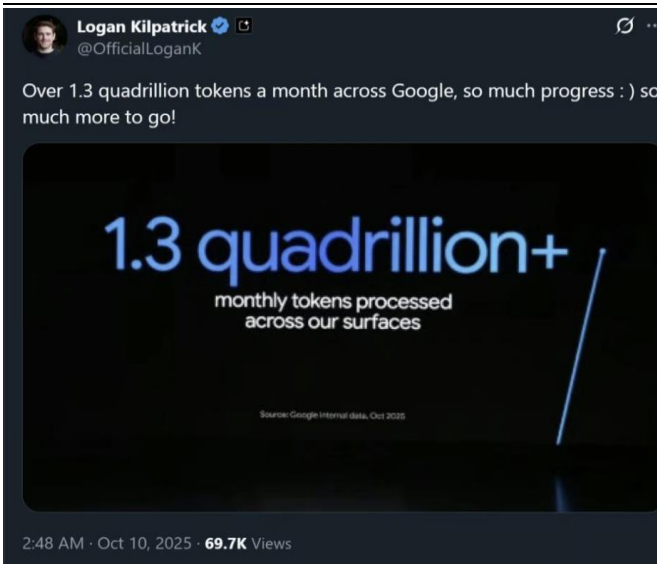 Logan Kilpatrick
@OfficialLoganK
Over 1.3 quadrillion tokens a month across Google, so much progress : ) so
much more to go!
1.3 quadrillion+
monthly tokens processed
across our surfaces
Source: Google internal data, Oct 2025
2:48 AM · Oct 10, 2025 · 69.7K Views